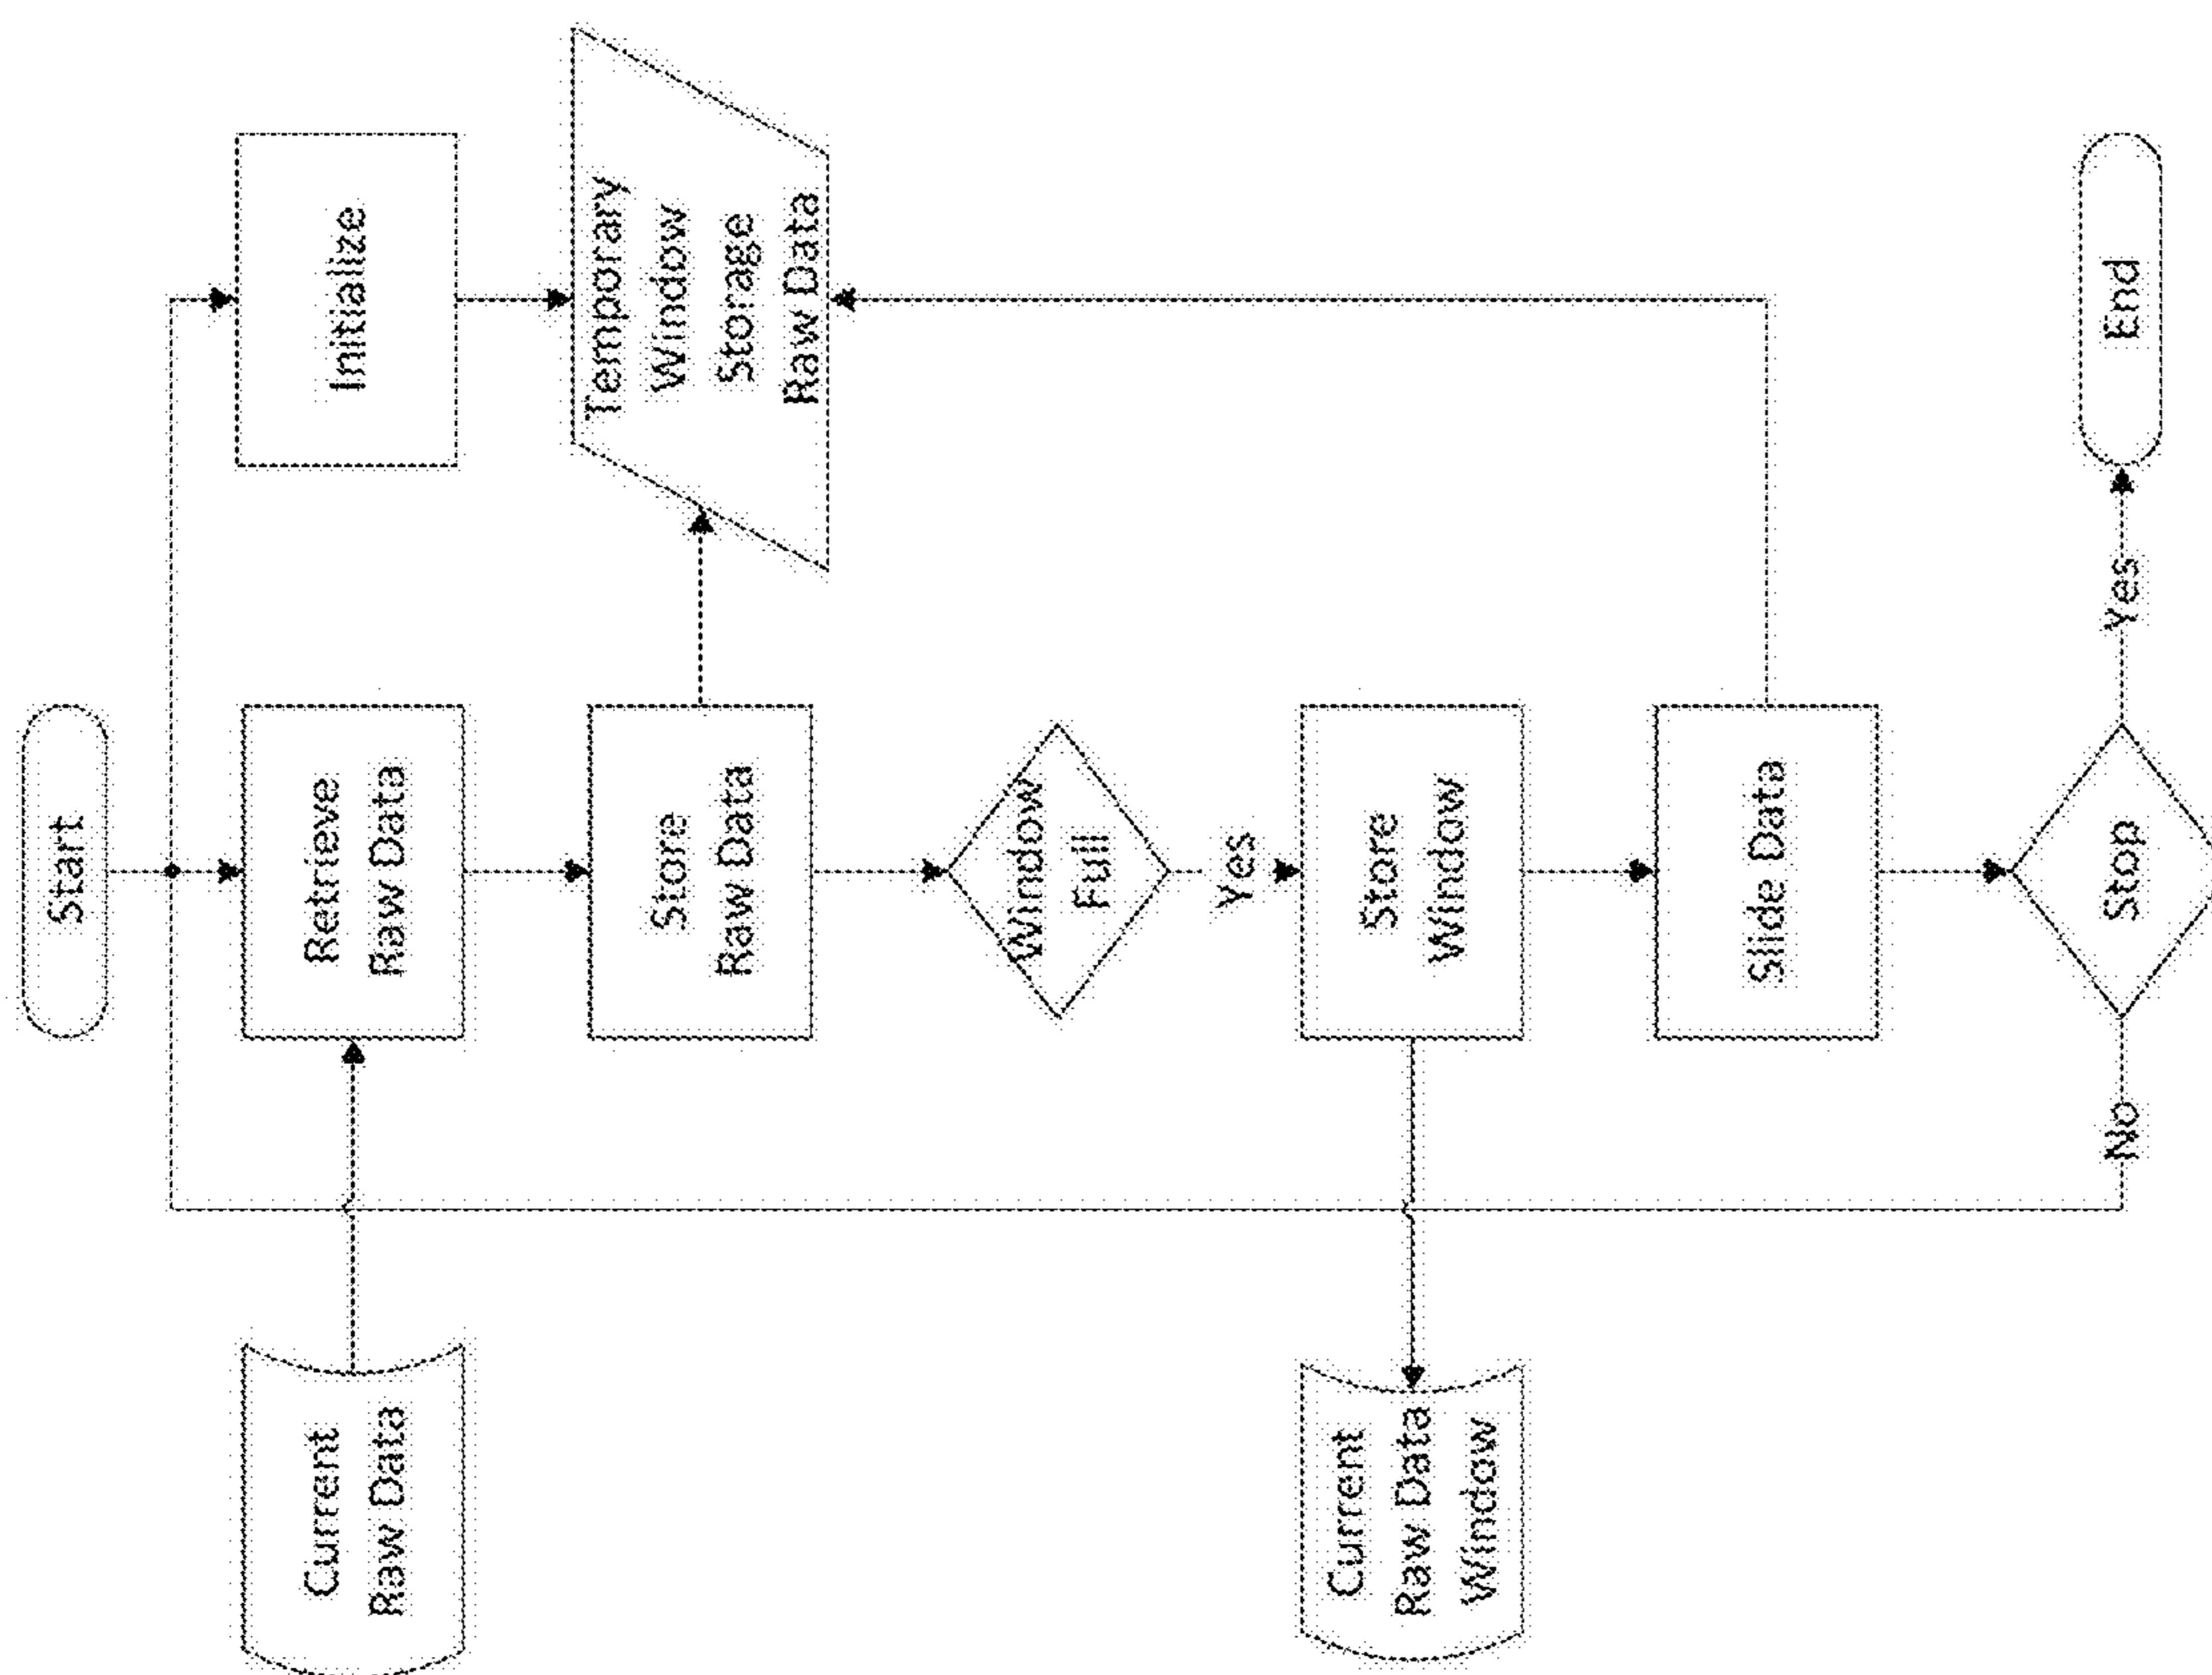 Start
Initialize
Retrieve
Raw Data
Current
Raw Data
Temporary
Window
Storage
Raw Data
Store
Raw Data
Window
Full
Yes
Store
Window
Current
Raw Data
Window
Slide Data
Stop
Yes
No
End